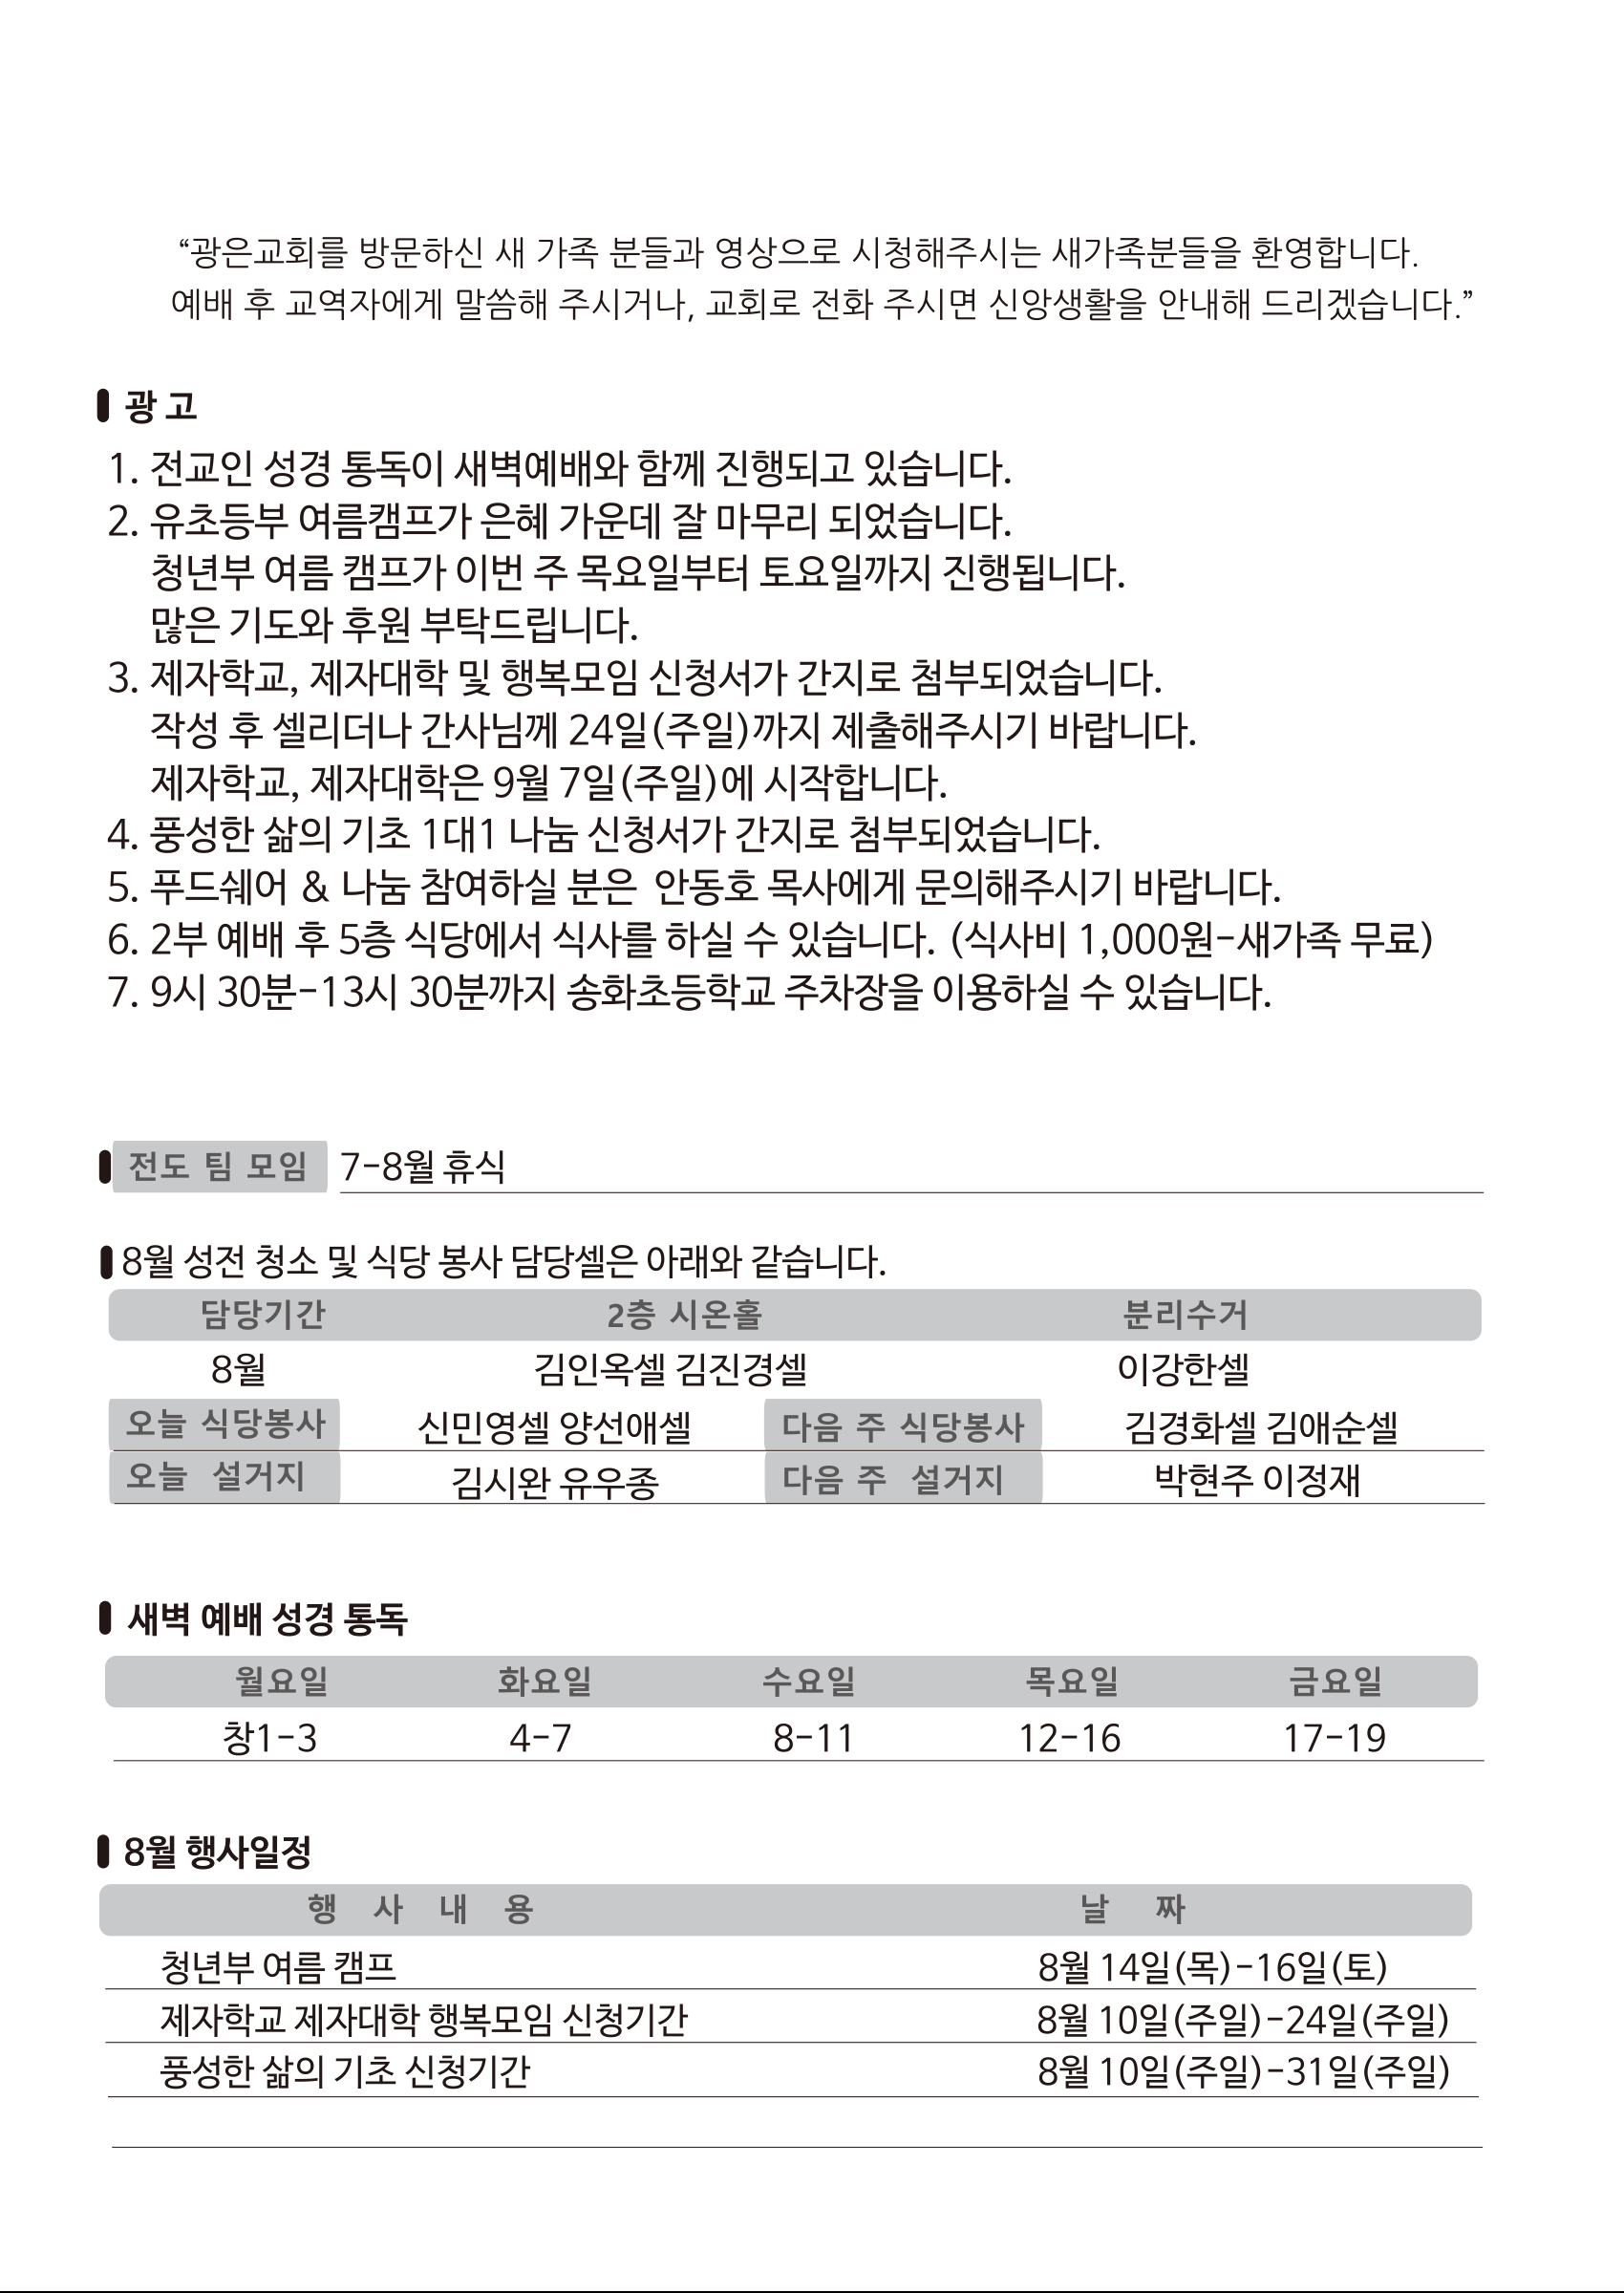 “광은교회를 방문하신 새 가족 분들과 영상으로 시청해주시는 새가족분들을 환영합니다.
예배 후 교역자에게 말씀해 주시거나, 교회로 전화 주시면 신앙생활을 안내해 드리겠습니다.”
광 고
1. 전교인 성경 통독이 새벽예배와 함께 진행되고 있습니다.
2. 유초등부 여름캠프가 은혜 가운데 잘 마무리 되었습니다.
청년부 여름 캠프가 이번 주 목요일부터 토요일까지 진행됩니다.
많은 기도와 후원 부탁드립니다.
3. 제자학교, 제자대학 및 행복모임 신청서가 간지로 첨부되었습니다.
작성 후 셀리더나 간사님께 24일(주일)까지 제출해주시기 바랍니다.
제자학교, 제자대학은 9월 7일(주일)에 시작합니다.
4. 풍성한 삶의 기초 1대1 나눔 신청서가 간지로 첨부되었습니다.
5. 푸드쉐어 & 나눔 참여하실 분은 안동호 목사에게 문의해주시기 바랍니다.
6. 2부 예배 후 5층 식당에서 식사를 하실 수 있습니다. (식사비 1,000원-새가족 무료)
7. 9시 30분-13시 30분까지 송화초등학교 주차장을 이용하실 수 있습니다.
전도 팀 모임 7-8월 휴식
8월 성전 청소 및 식당 봉사 담당셀은 아래와 같습니다.
담당기간 2층 시온홀 분리수거
8월 김인옥셀 김진경셀 이강한셀
오늘 식당봉사 신민영셀 양선애셀 다음 주 식당봉사 김경화셀 김애순셀
오늘 설거지 김시완 유우종 다음 주 설거지 박현주 이정재
새벽 예배 성경 통독
월요일 화요일 수요일 목요일 금요일
창1-3 4-7 8-11 12-16 17-19
8월 행사일정
행 사 내 용 날 짜
청년부 여름 캠프 8월 14일(목)-16일(토)
제자학교 제자대학 행복모임 신청기간 8월 10일(주일)-24일(주일)
풍성한 삶의 기초 신청기간 8월 10일(주일)-31일(주일)